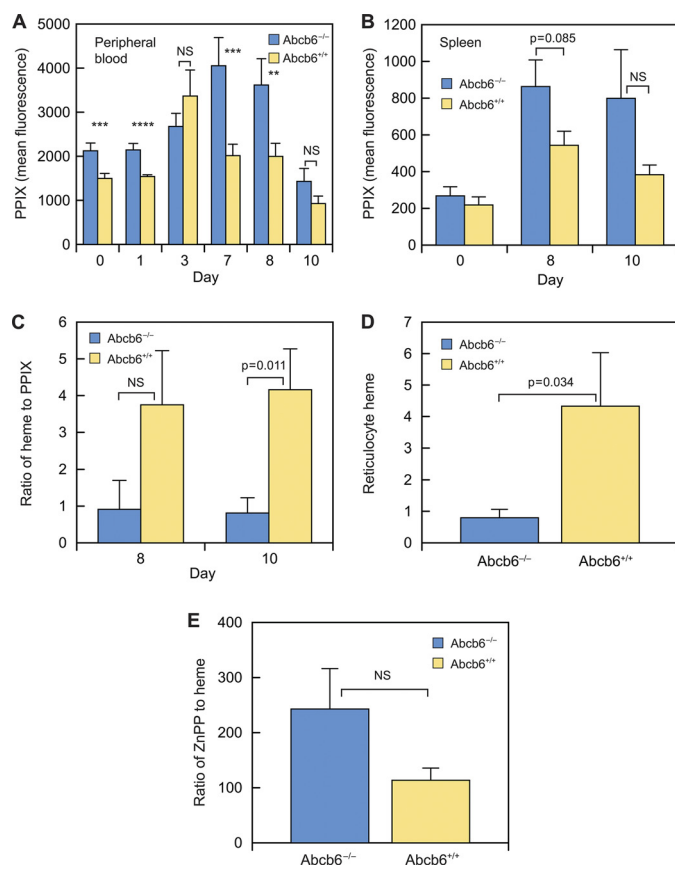 A
Peripheral
blood
Abcb6−/−
Abcb6+/+
PPIX (mean fluorescence)
5000
4000
3000
2000
1000
0
***
****
NS
***
**
NS
0 1 3 7 8 10
Day
B
Spleen
Abcb6−/−
Abcb6+/+
PPIX (mean fluorescence)
1200
1000
800
600
400
200
0
p=0.085
NS
0 8 10
Day
C
Abcb6−/−
Abcb6+/+
Ratio of heme to PPIX
6
5
4
3
2
1
0
NS
p=0.011
8 10
Day
D
Abcb6−/−
Abcb6+/+
Reticulocyte heme
7
6
5
4
3
2
1
0
p=0.034
Abcb6−/− Abcb6+/+
E
Abcb6−/−
Abcb6+/+
Ratio of ZnPP to heme
400
300
200
100
0
NS
Abcb6−/− Abcb6+/+